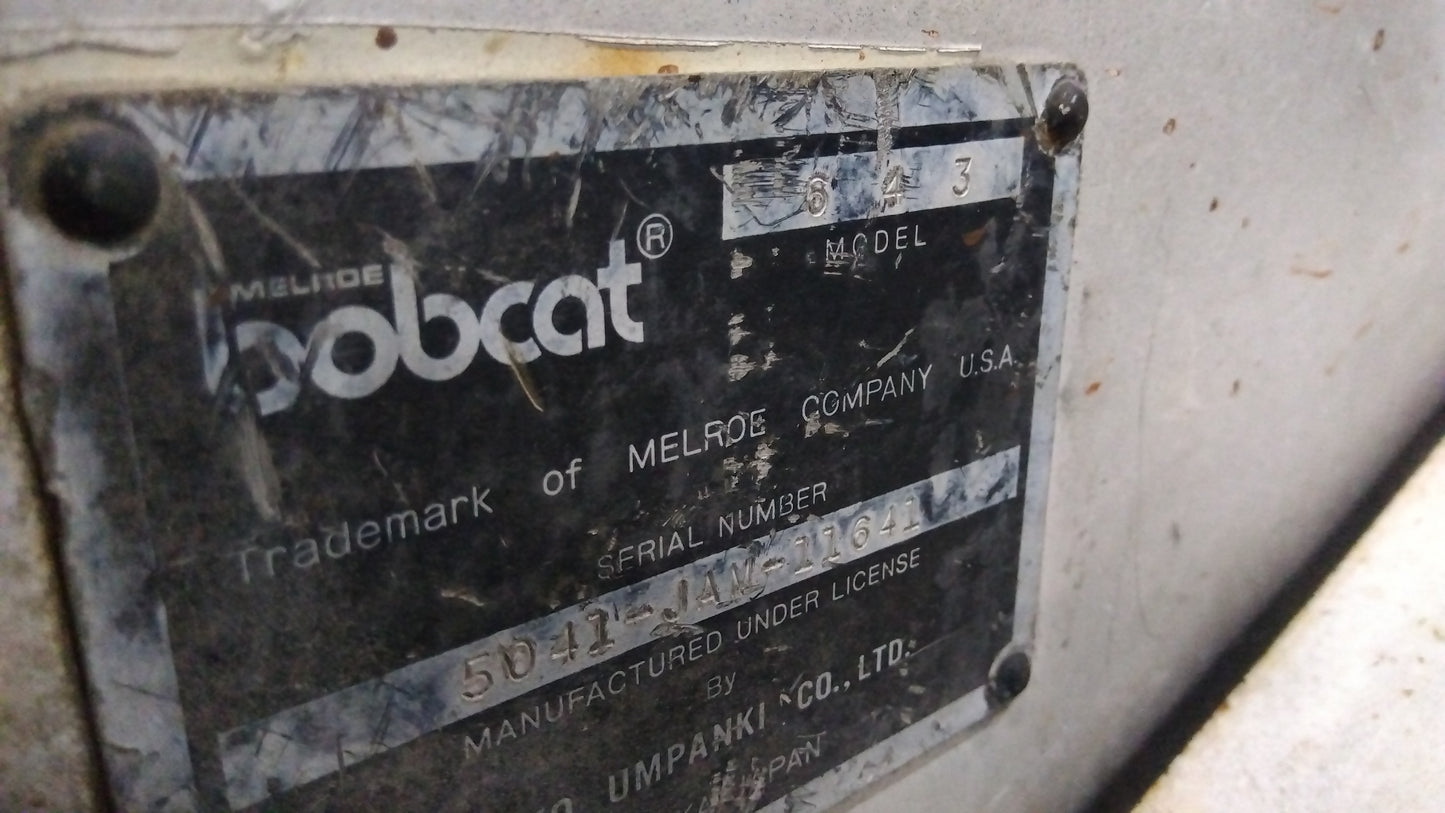 643
MODEL
MELROE
bobcat®
Trademark of MELROE COMPANY U.S.A.
SERIAL NUMBER
5041-JAM-11641
MANUFACTURED UNDER LICENSE
By
UMPANKI CO., LTD.